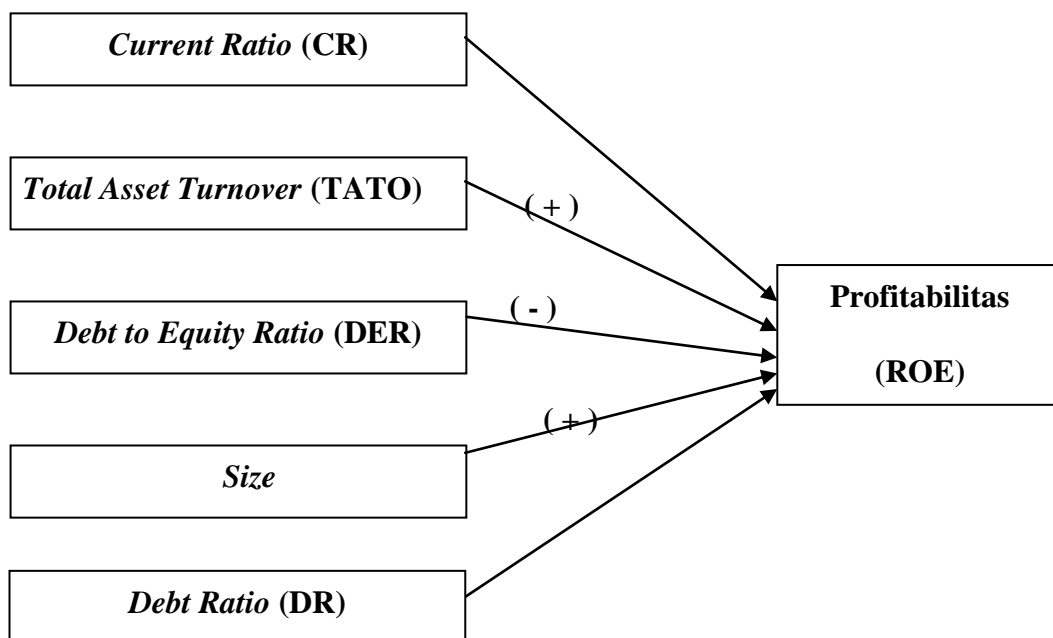 Current Ratio (CR)
Total Asset Turnover (TATO)
( + )
Debt to Equity Ratio (DER)
( - )
Profitabilitas
(ROE)
Size
( + )
Debt Ratio (DR)